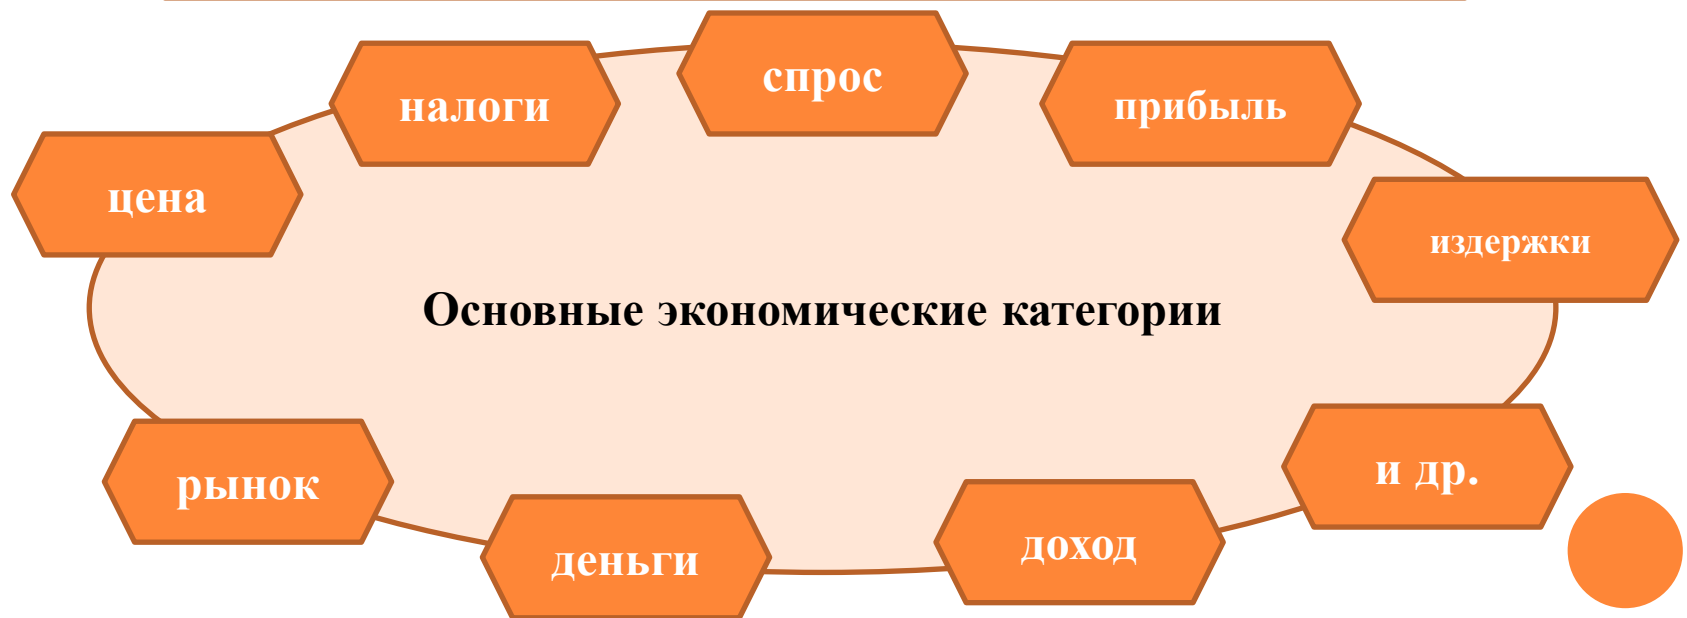 спрос
налоги
прибыль
цена
издержки
Основные экономические категории
и др.
рынок
доход
деньги